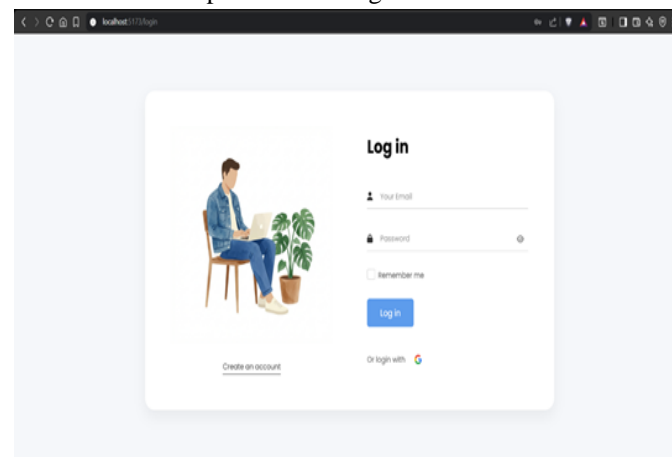 localhost:5173/login
Log in
Your Email
Password
Remember me
Log in
Or login with
Create an account